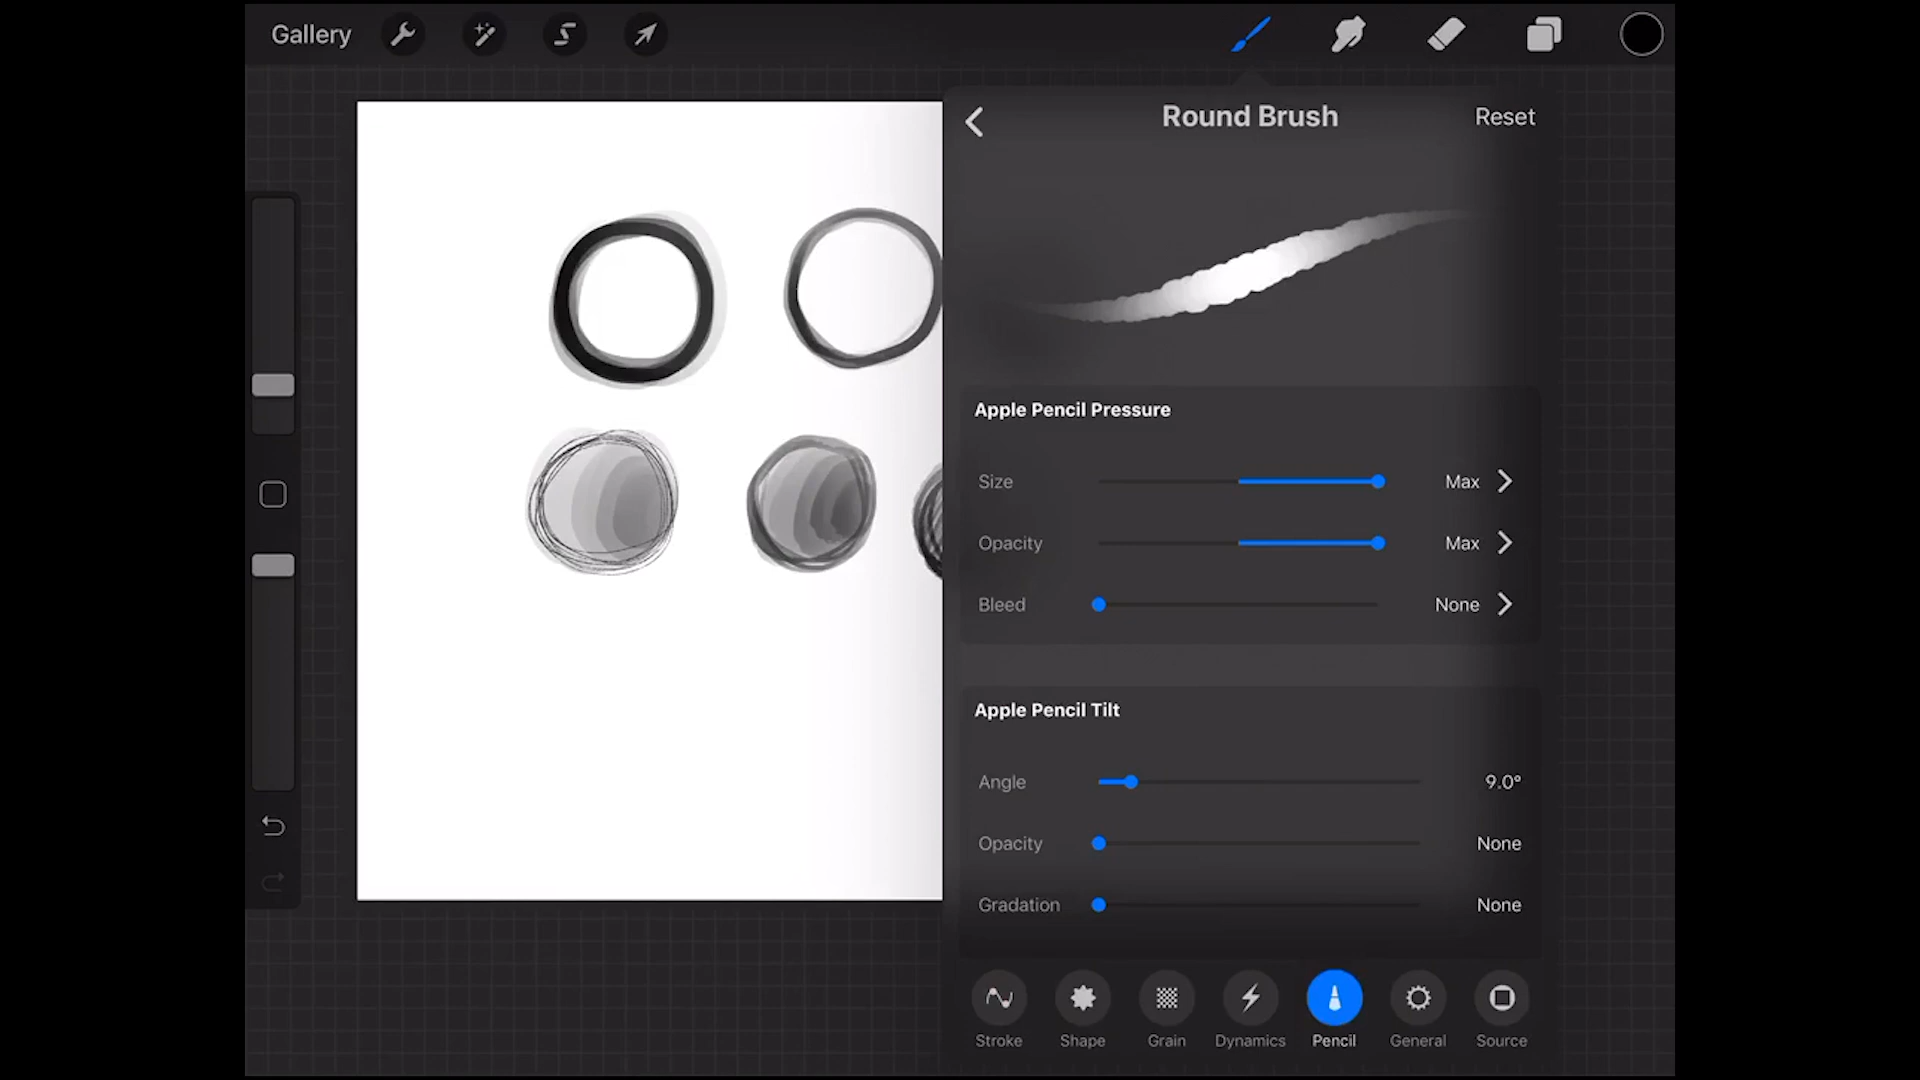 Gallery
Round Brush
Reset
Apple Pencil Pressure
Size Max
Opacity Max
Bleed None
Apple Pencil Tilt
Angle 9.0°
Opacity None
Gradation None
Stroke Shape Grain Dynamics Pencil General Source